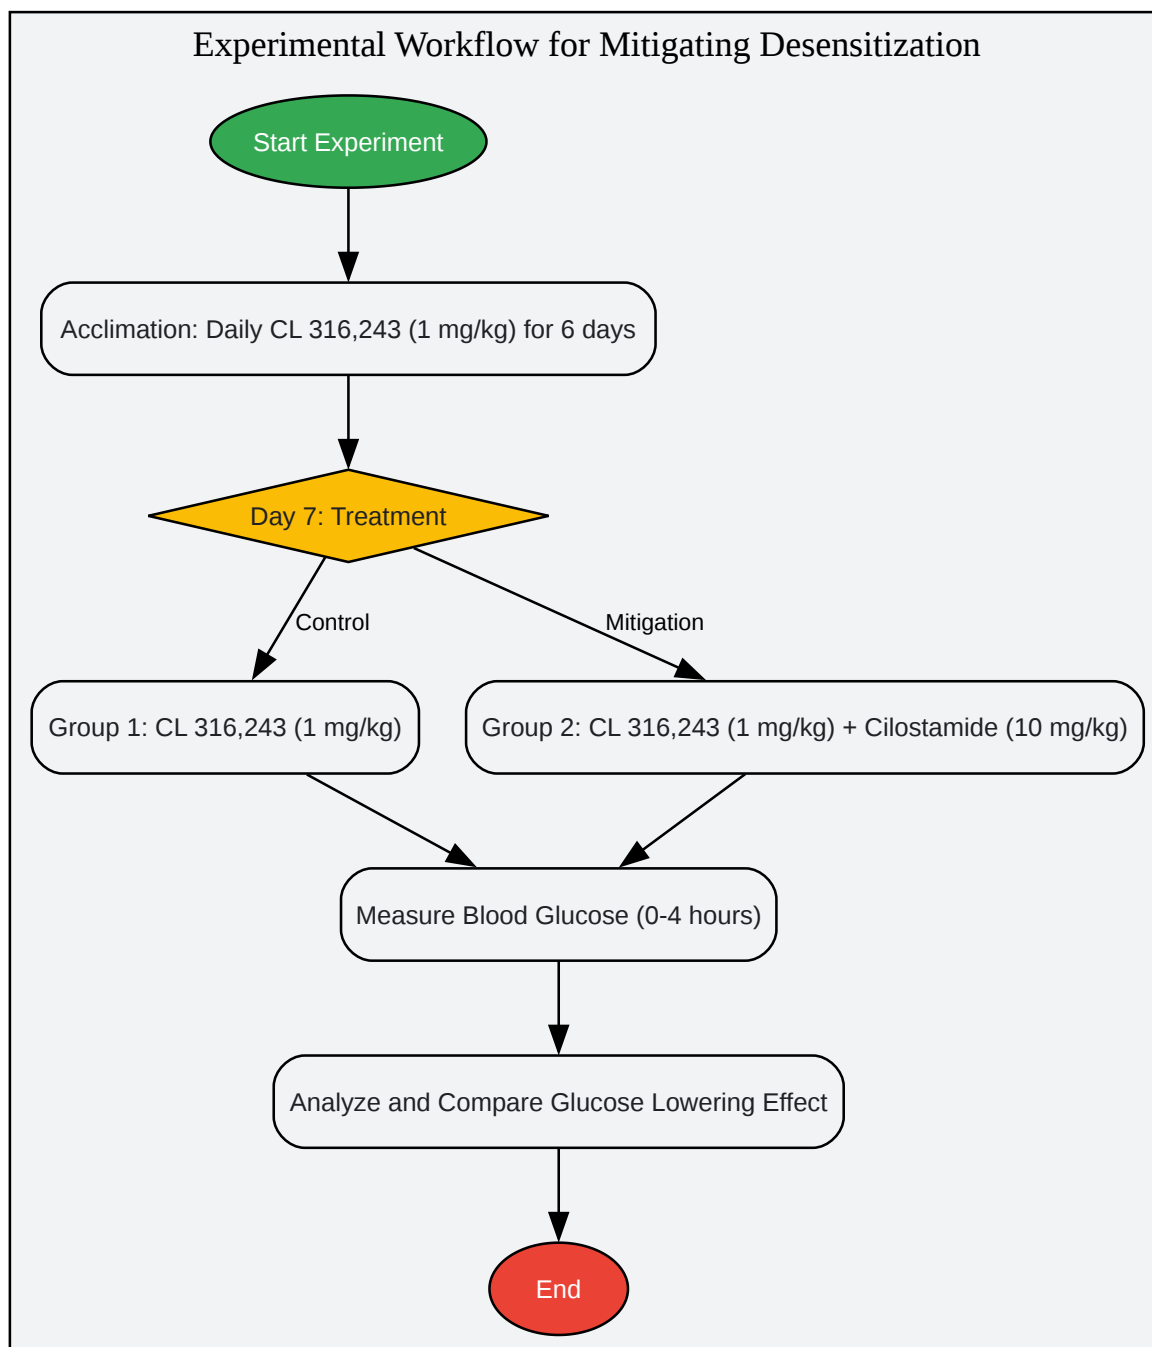 Experimental Workflow for Mitigating Desensitization
Start Experiment
Acclimation: Daily CL 316,243 (1 mg/kg) for 6 days
Day 7: Treatment
Control
Mitigation
Group 1: CL 316,243 (1 mg/kg)
Group 2: CL 316,243 (1 mg/kg) + Cilostamide (10 mg/kg)
Measure Blood Glucose (0-4 hours)
Analyze and Compare Glucose Lowering Effect
End